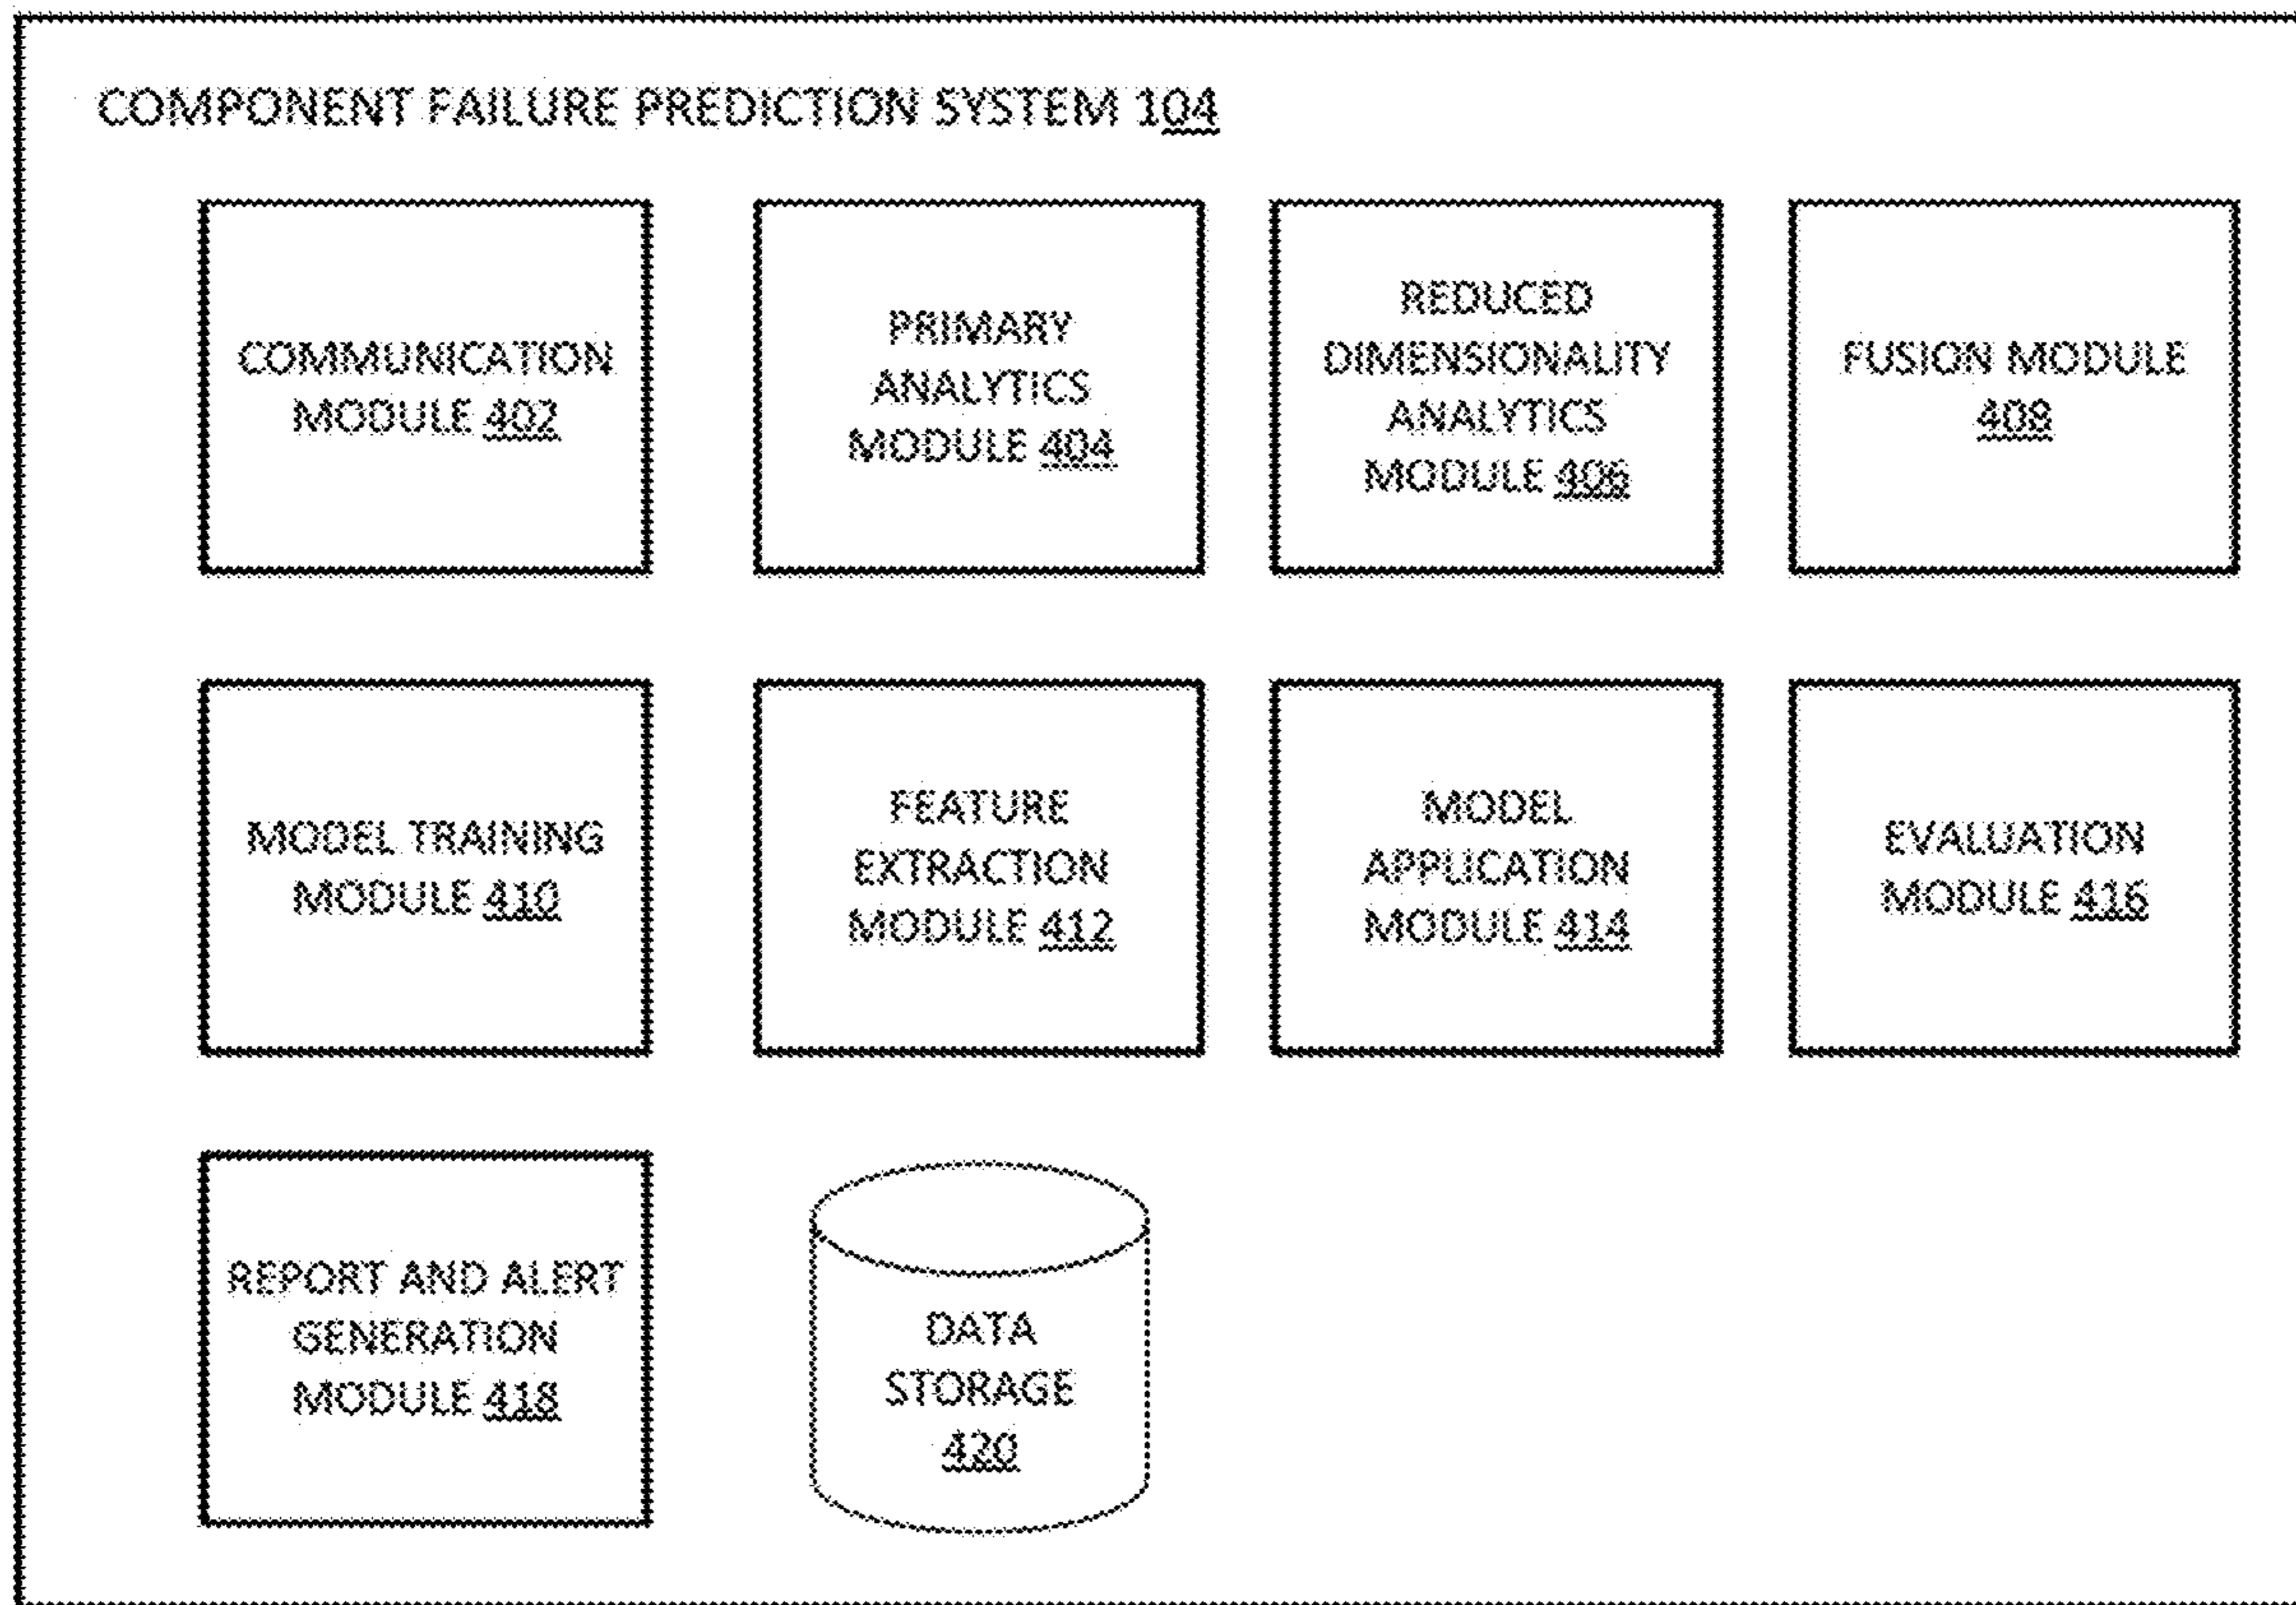 COMPONENT FAILURE PREDICTION SYSTEM 104
COMMUNICATION
MODULE 402
PRIMARY
ANALYTICS
MODULE 404
REDUCED
DIMENSIONALITY
ANALYTICS
MODULE 406
FUSION MODULE
408
MODEL TRAINING
MODULE 410
FEATURE
EXTRACTION
MODULE 412
MODEL
APPLICATION
MODULE 414
EVALUATION
MODULE 416
REPORT AND ALERT
GENERATION
MODULE 418
DATA
STORAGE
420